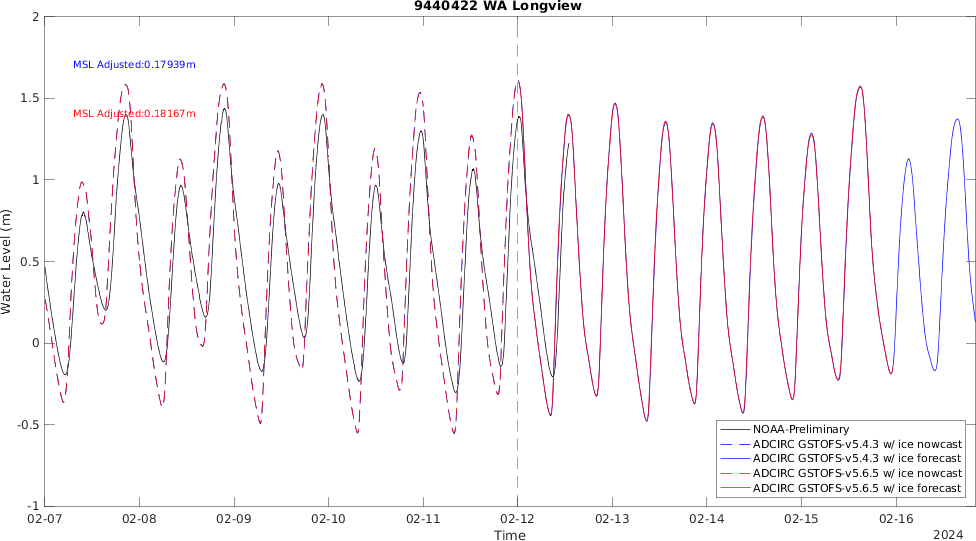 9440422 WA Longview
2
MSL Adjusted:0.17939m
1.5
MSL Adjusted:0.18167m
1
0.5
0
-0.5
-1
Water Level (m)
NOAA-Preliminary
ADCIRC GSTOFS-v5.4.3 w/ ice nowcast
ADCIRC GSTOFS-v5.4.3 w/ ice forecast
ADCIRC GSTOFS-v5.6.5 w/ ice nowcast
ADCIRC GSTOFS-v5.6.5 w/ ice forecast
02-07 02-08 02-09 02-10 02-11 02-12 02-13 02-14 02-15 02-16
Time
2024